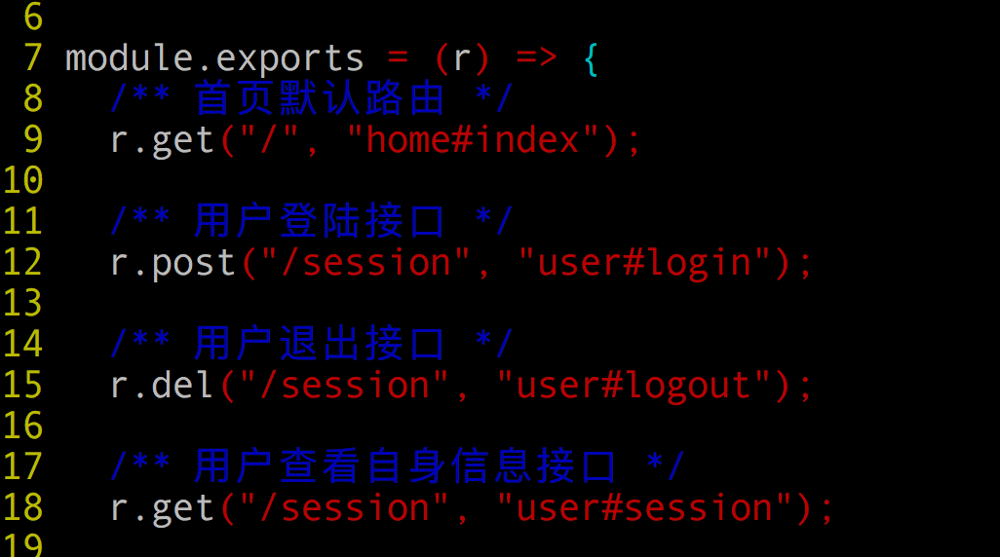 6
7 module.exports = (r) => {
8   /** 首页默认路由 */
9   r.get("/", "home#index");
10
11   /** 用户登陆接口 */
12   r.post("/session", "user#login");
13
14   /** 用户退出接口 */
15   r.del("/session", "user#logout");
16
17   /** 用户查看自身信息接口 */
18   r.get("/session", "user#session");
19